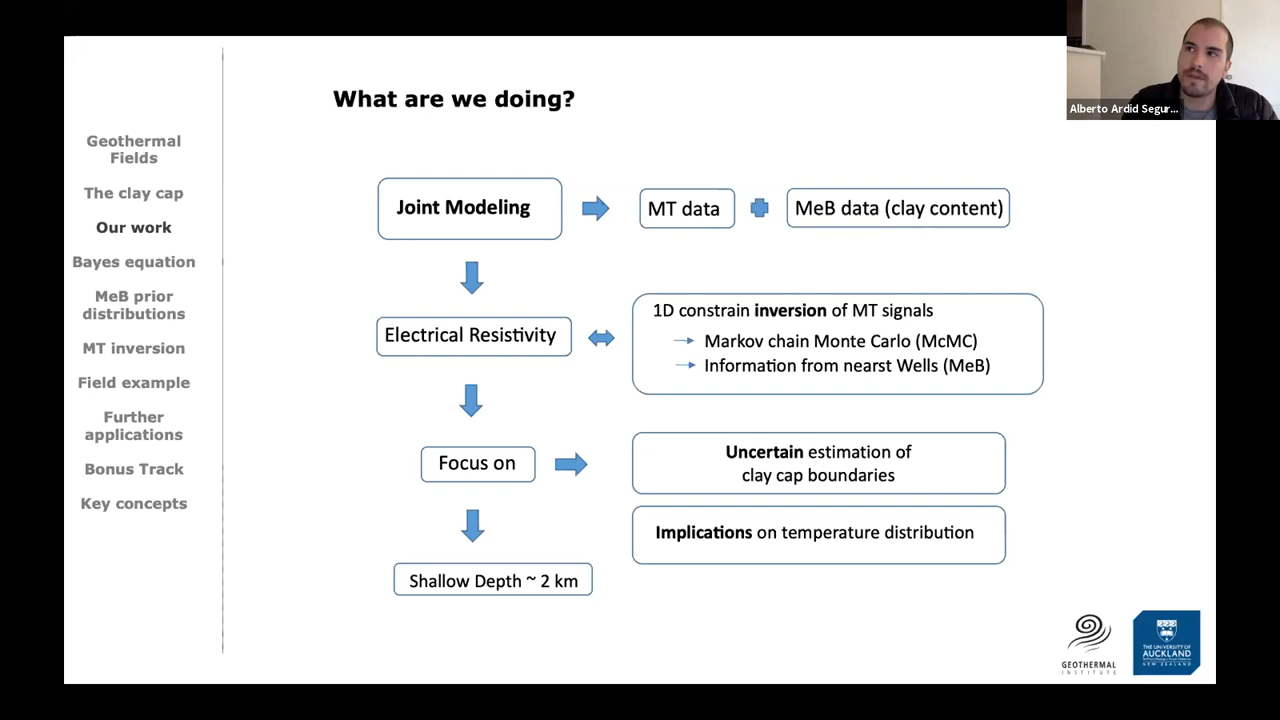 What are we doing?
Alberto Ardid Segur...
Geothermal
Fields
The clay cap
Our work
Bayes equation
MeB prior
distributions
MT inversion
Field example
Further
applications
Bonus Track
Key concepts
Joint Modeling
MT data
MeB data (clay content)
Electrical Resistivity
1D constrain inversion of MT signals
Markov chain Monte Carlo (McMC)
Information from nearst Wells (MeB)
Focus on
Uncertain estimation of
clay cap boundaries
Implications on temperature distribution
Shallow Depth ~ 2 km
GEOTHERMAL
INSTITUTE
THE UNIVERSITY OF
AUCKLAND
NEW ZEALAND